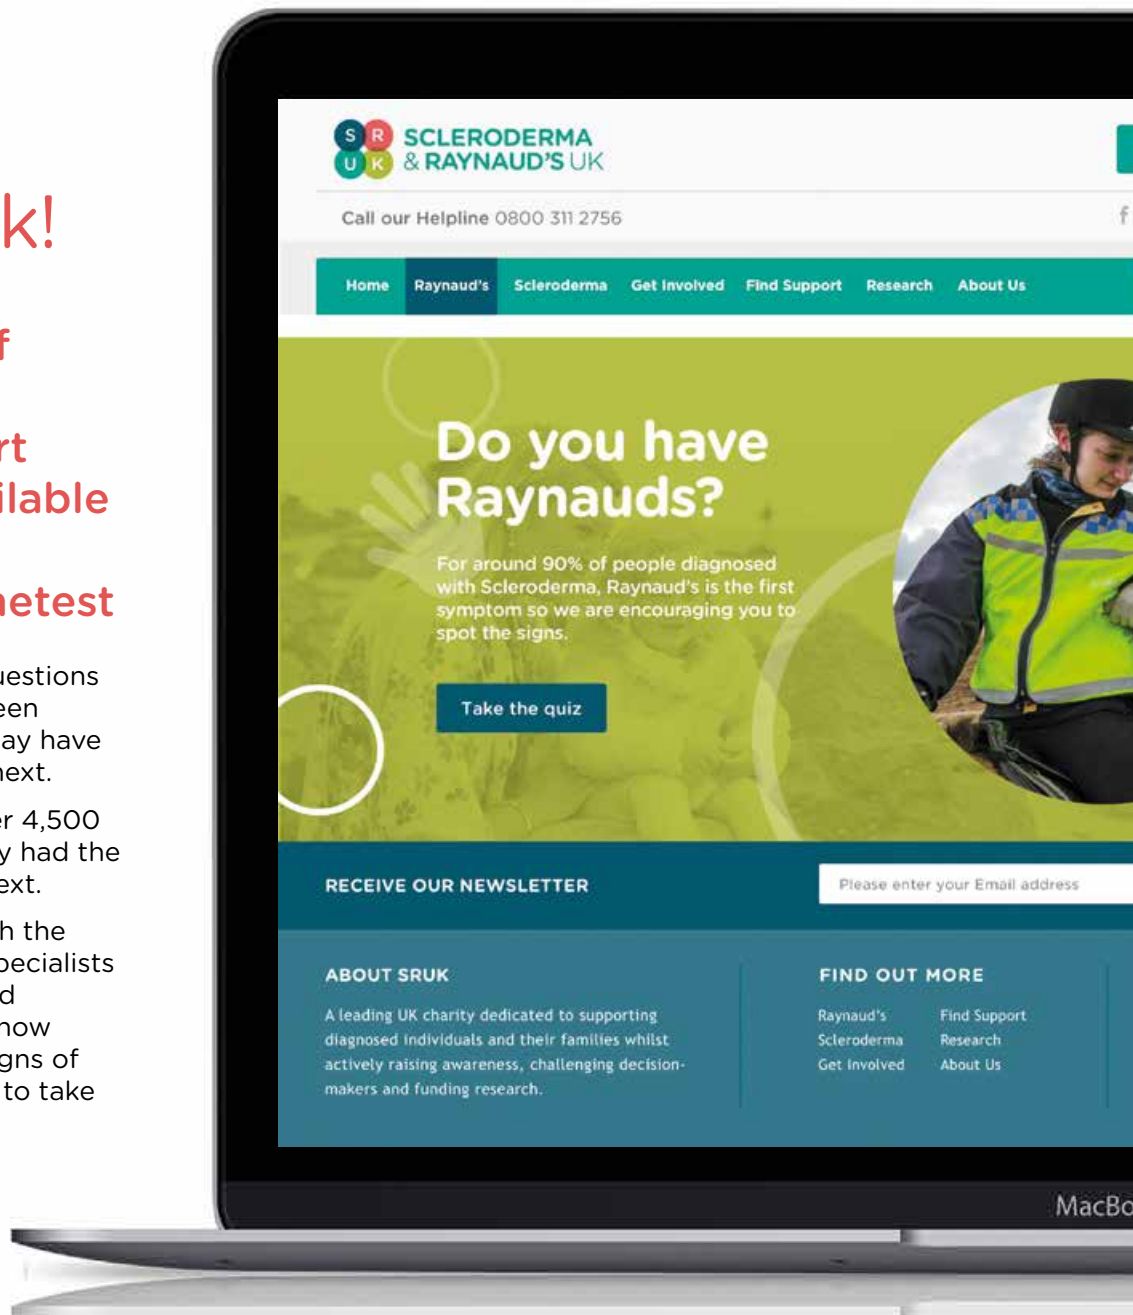 k!
f
rt
ilable
netest
uestions
een
ay have
next.
er 4,500
y had the
ext.
h the
pecialists
d
now
igns of
to take
S R
U K
SCLERODERMA
& RAYNAUD'S UK
Call our Helpline 0800 311 2756
f
Home Raynaud's Scleroderma Get Involved Find Support Research About Us
Do you have
Raynauds?
For around 90% of people diagnosed
with Scleroderma, Raynaud's is the first
symptom so we are encouraging you to
spot the signs.
Take the quiz
RECEIVE OUR NEWSLETTER
Please enter your Email address
ABOUT SRUK
A leading UK charity dedicated to supporting
diagnosed individuals and their families whilst
actively raising awareness, challenging decision-
makers and funding research.
FIND OUT MORE
Raynaud's Find Support
Scleroderma Research
Get Involved About Us
MacBo